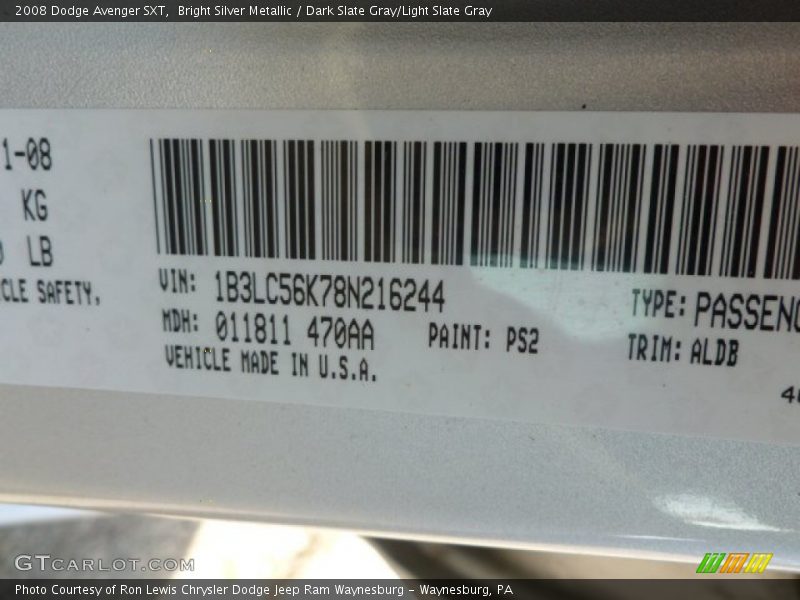 2008 Dodge Avenger SXT, Bright Silver Metallic / Dark Slate Gray/Light Slate Gray
1-08
KG
LB
CLE SAFETY.
VIN: 1B3LC56K78N216244
TYPE: PASSENG
MDH: 011811 470AA
PAINT: PS2
TRIM: ALDB
VEHICLE MADE IN U.S.A.
GTCARLOT.COM
Photo Courtesy of Ron Lewis Chrysler Dodge Jeep Ram Waynesburg - Waynesburg, PA